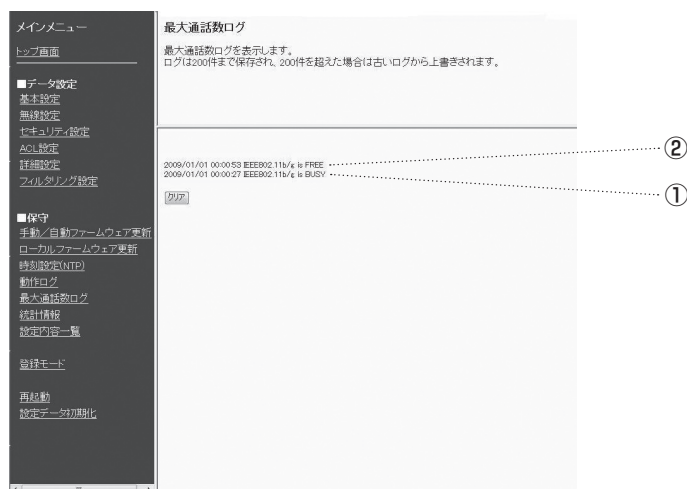 メインメニュー
トップ画面
■データ設定
基本設定
無線設定
セキュリティ設定
ACL設定
詳細設定
フィルタリング設定
■保守
手動／自動ファームウェア更新
ローカルファームウェア更新
時刻設定(NTP)
動作ログ
最大通話数ログ
統計情報
設定内容一覧
登録モード
再起動
設定データ初期化
最大通話数ログ
最大通話数ログを表示します。
ログは200件まで保存され、200件を超えた場合は古いログから上書きされます。
2009/01/01 00:00:53 IEEE802.11b/g is FREE
2009/01/01 00:00:27 IEEE802.11b/g is BUSY
クリア
②
①